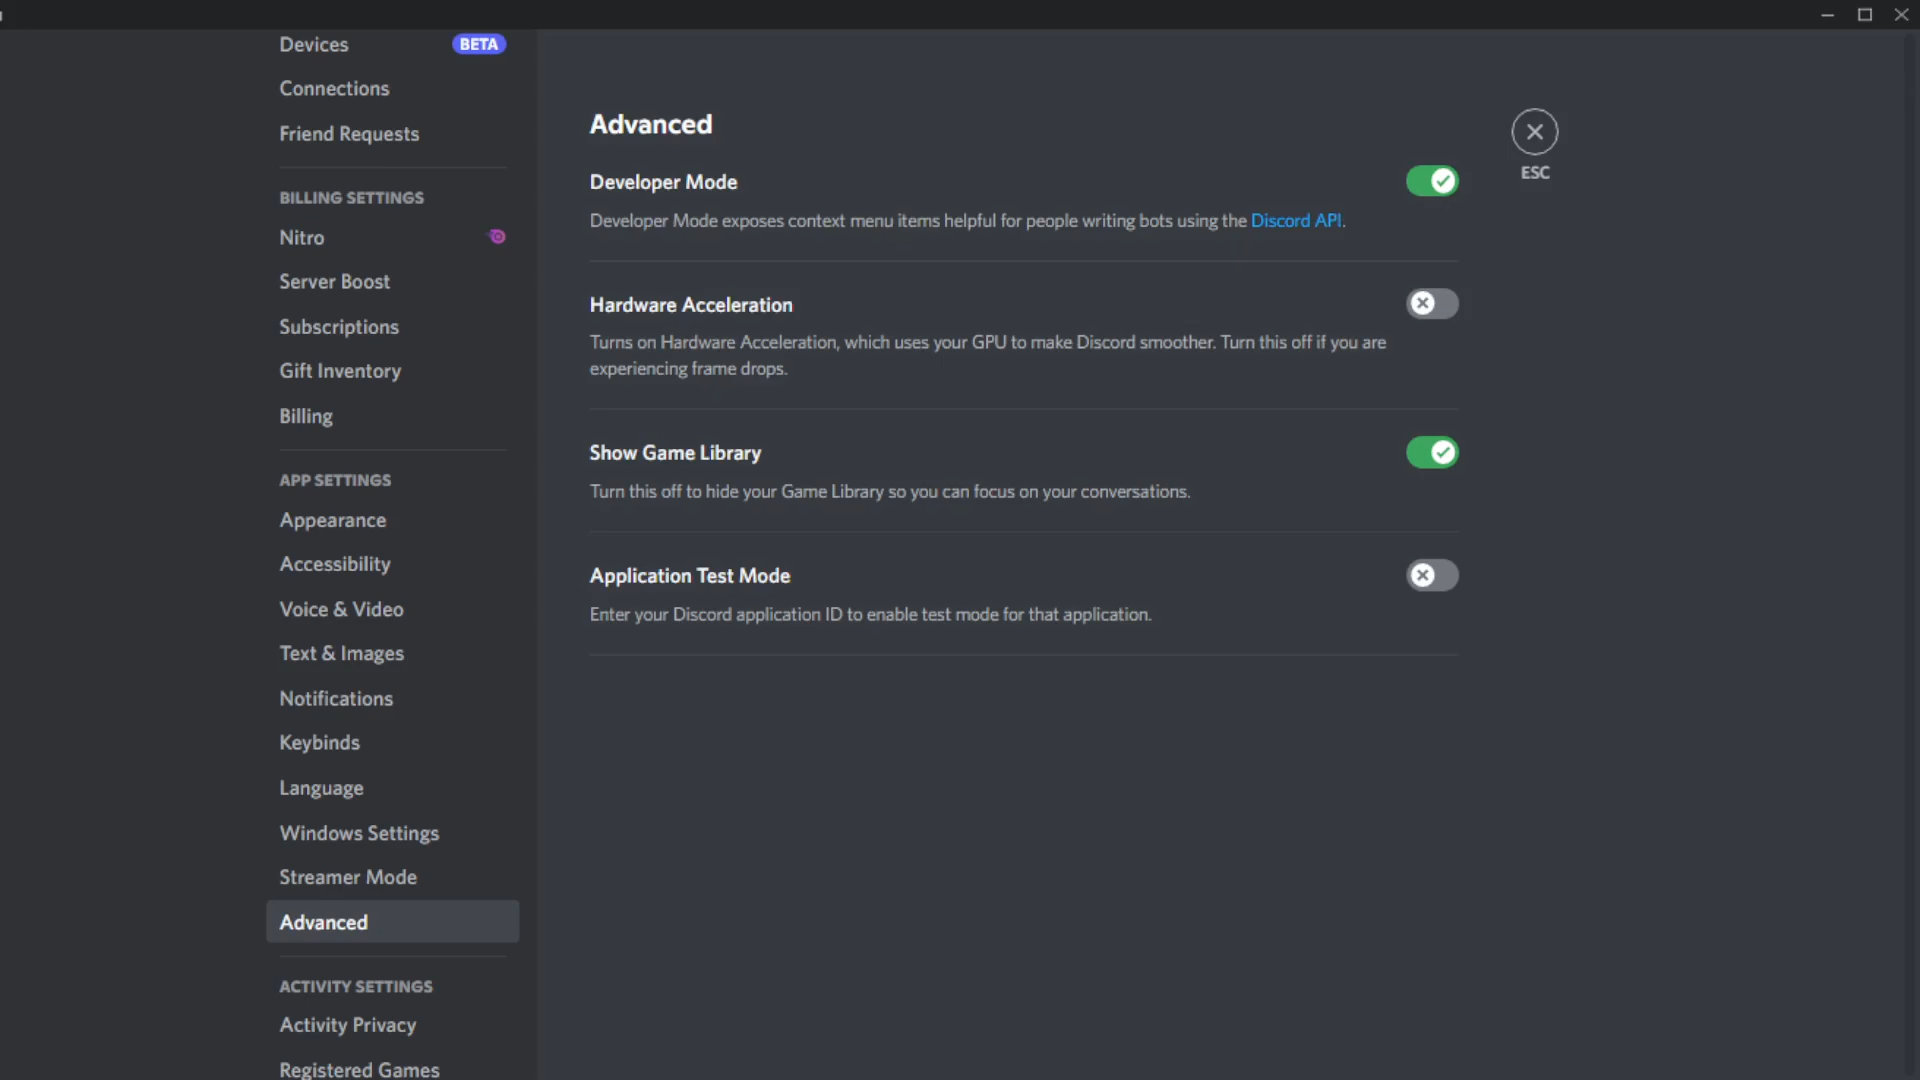 Devices
BETA
Connections
Friend Requests
BILLING SETTINGS
Nitro
Server Boost
Subscriptions
Gift Inventory
Billing
APP SETTINGS
Appearance
Accessibility
Voice & Video
Text & Images
Notifications
Keybinds
Language
Windows Settings
Streamer Mode
Advanced
ACTIVITY SETTINGS
Activity Privacy
Registered Games
Advanced
Developer Mode
Developer Mode exposes context menu items helpful for people writing bots using the Discord API.
Hardware Acceleration
Turns on Hardware Acceleration, which uses your GPU to make Discord smoother. Turn this off if you are
experiencing frame drops.
Show Game Library
Turn this off to hide your Game Library so you can focus on your conversations.
Application Test Mode
Enter your Discord application ID to enable test mode for that application.
ESC